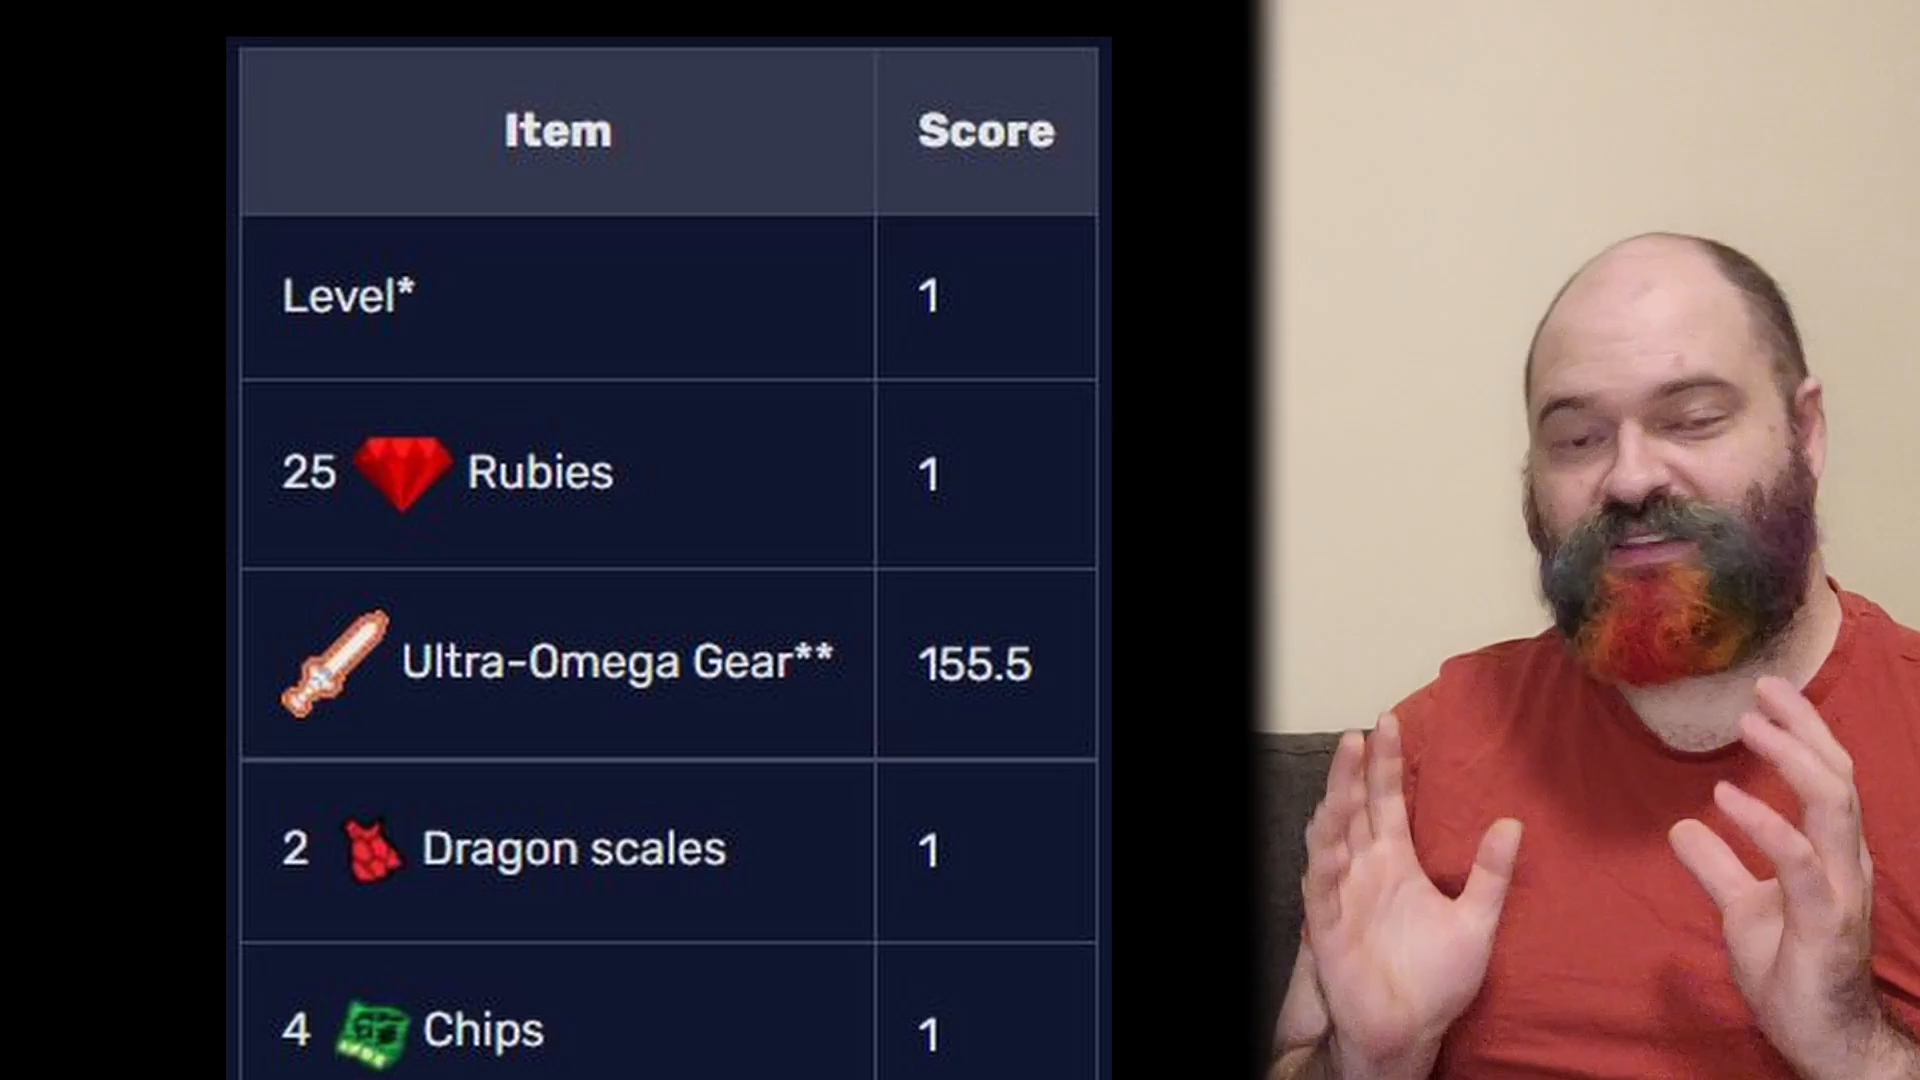 Item Score
Level* 1
25 Rubies 1
Ultra-Omega Gear** 155.5
2 Dragon scales 1
4 Chips 1